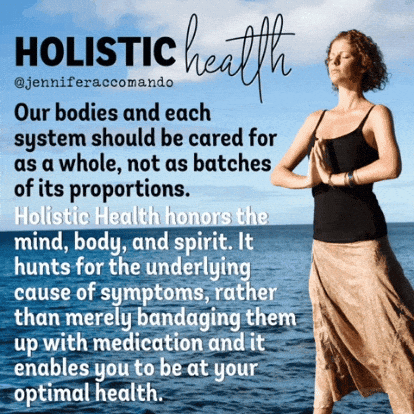 HOLISTIC health
@jenniferaccomando
Our bodies and each
system should be cared for
as a whole, not as batches
of its proportions.
Holistic Health honors the
mind, body, and spirit. It
hunts for the underlying
cause of symptoms, rather
than merely bandaging them
up with medication and it
enables you to be at your
optimal health.